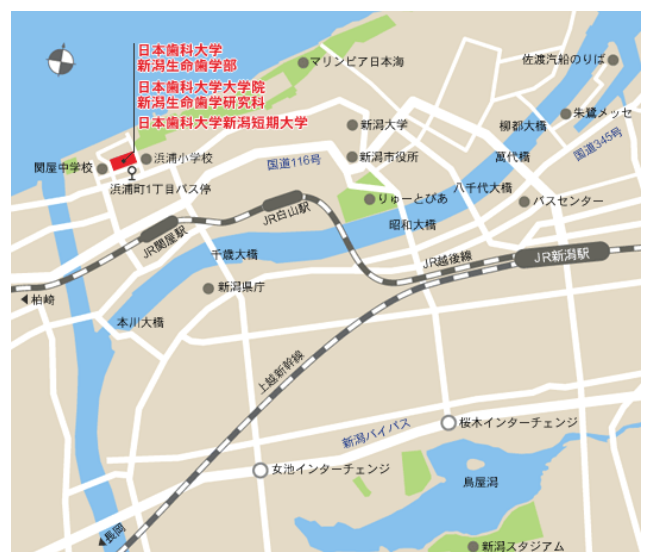 日本歯科大学
新潟生命歯学部
日本歯科大学大学院
新潟生命歯学研究科
日本歯科大学新潟短期大学
マリンピア日本海
佐渡汽船のりば
朱鷺メッセ
新潟大学
柳都大橋
国道345号
関屋中学校
浜浦小学校
国道116号
新潟市役所
萬代橋
浜浦町1丁目バス停
八千代大橋
りゅーとぴあ
バスセンター
JR白山駅
昭和大橋
JR関屋駅
千歳大橋
JR越後線
JR新潟駅
柏崎
新潟県庁
本川大橋
上越新幹線
新潟バイパス
桜木インターチェンジ
女池インターチェンジ
鳥屋潟
長岡
新潟スタジアム